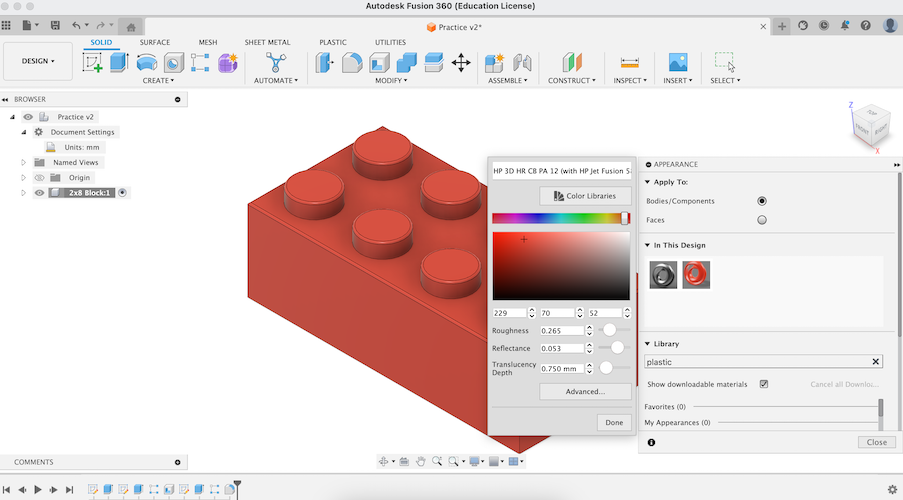 Autodesk Fusion 360 (Education License)
Practice v2*
DESIGN
SOLID SURFACE MESH SHEET METAL PLASTIC UTILITIES
CREATE AUTOMATE MODIFY ASSEMBLE CONSTRUCT INSPECT INSERT SELECT
BROWSER
Practice v2
Document Settings
Units: mm
Named Views
Origin
2x8 Block:1
Z
TOP
FRONT
RIGHT
X
HP 3D HR CB PA 12 (with HP Jet Fusion 5
Color Libraries
229 70 52
Roughness 0.265
Reflectance 0.053
Translucency
Depth 0.750 mm
Advanced...
Done
APPEARANCE
Apply To:
Bodies/Components
Faces
In This Design
Library
plastic
Show downloadable materials Cancel all Downloa...
Favorites (0)
My Appearances (0)
Close
COMMENTS